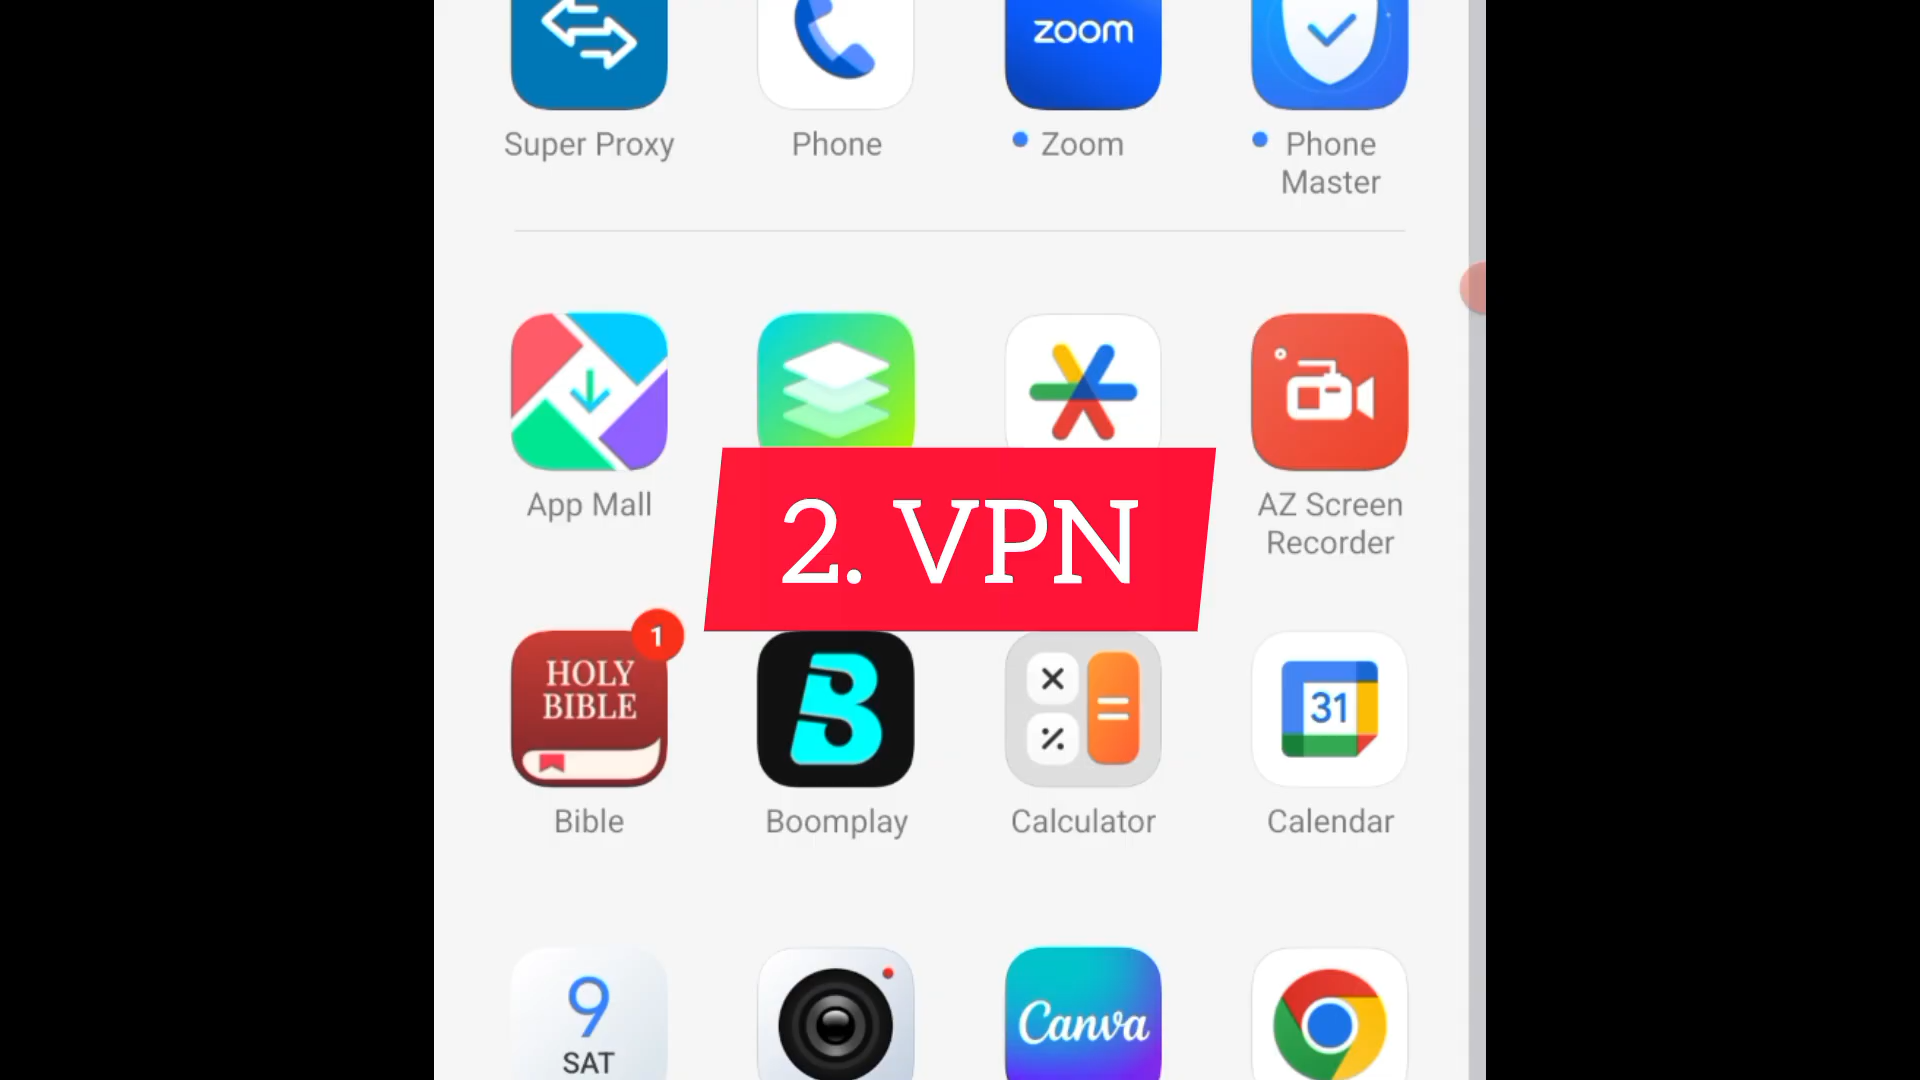 zoom
Super Proxy
Phone
Zoom
Phone
Master
App Mall
AZ Screen
Recorder
2. VPN
1
HOLY
BIBLE
31
Bible
Boomplay
Calculator
Calendar
9
SAT
Canva